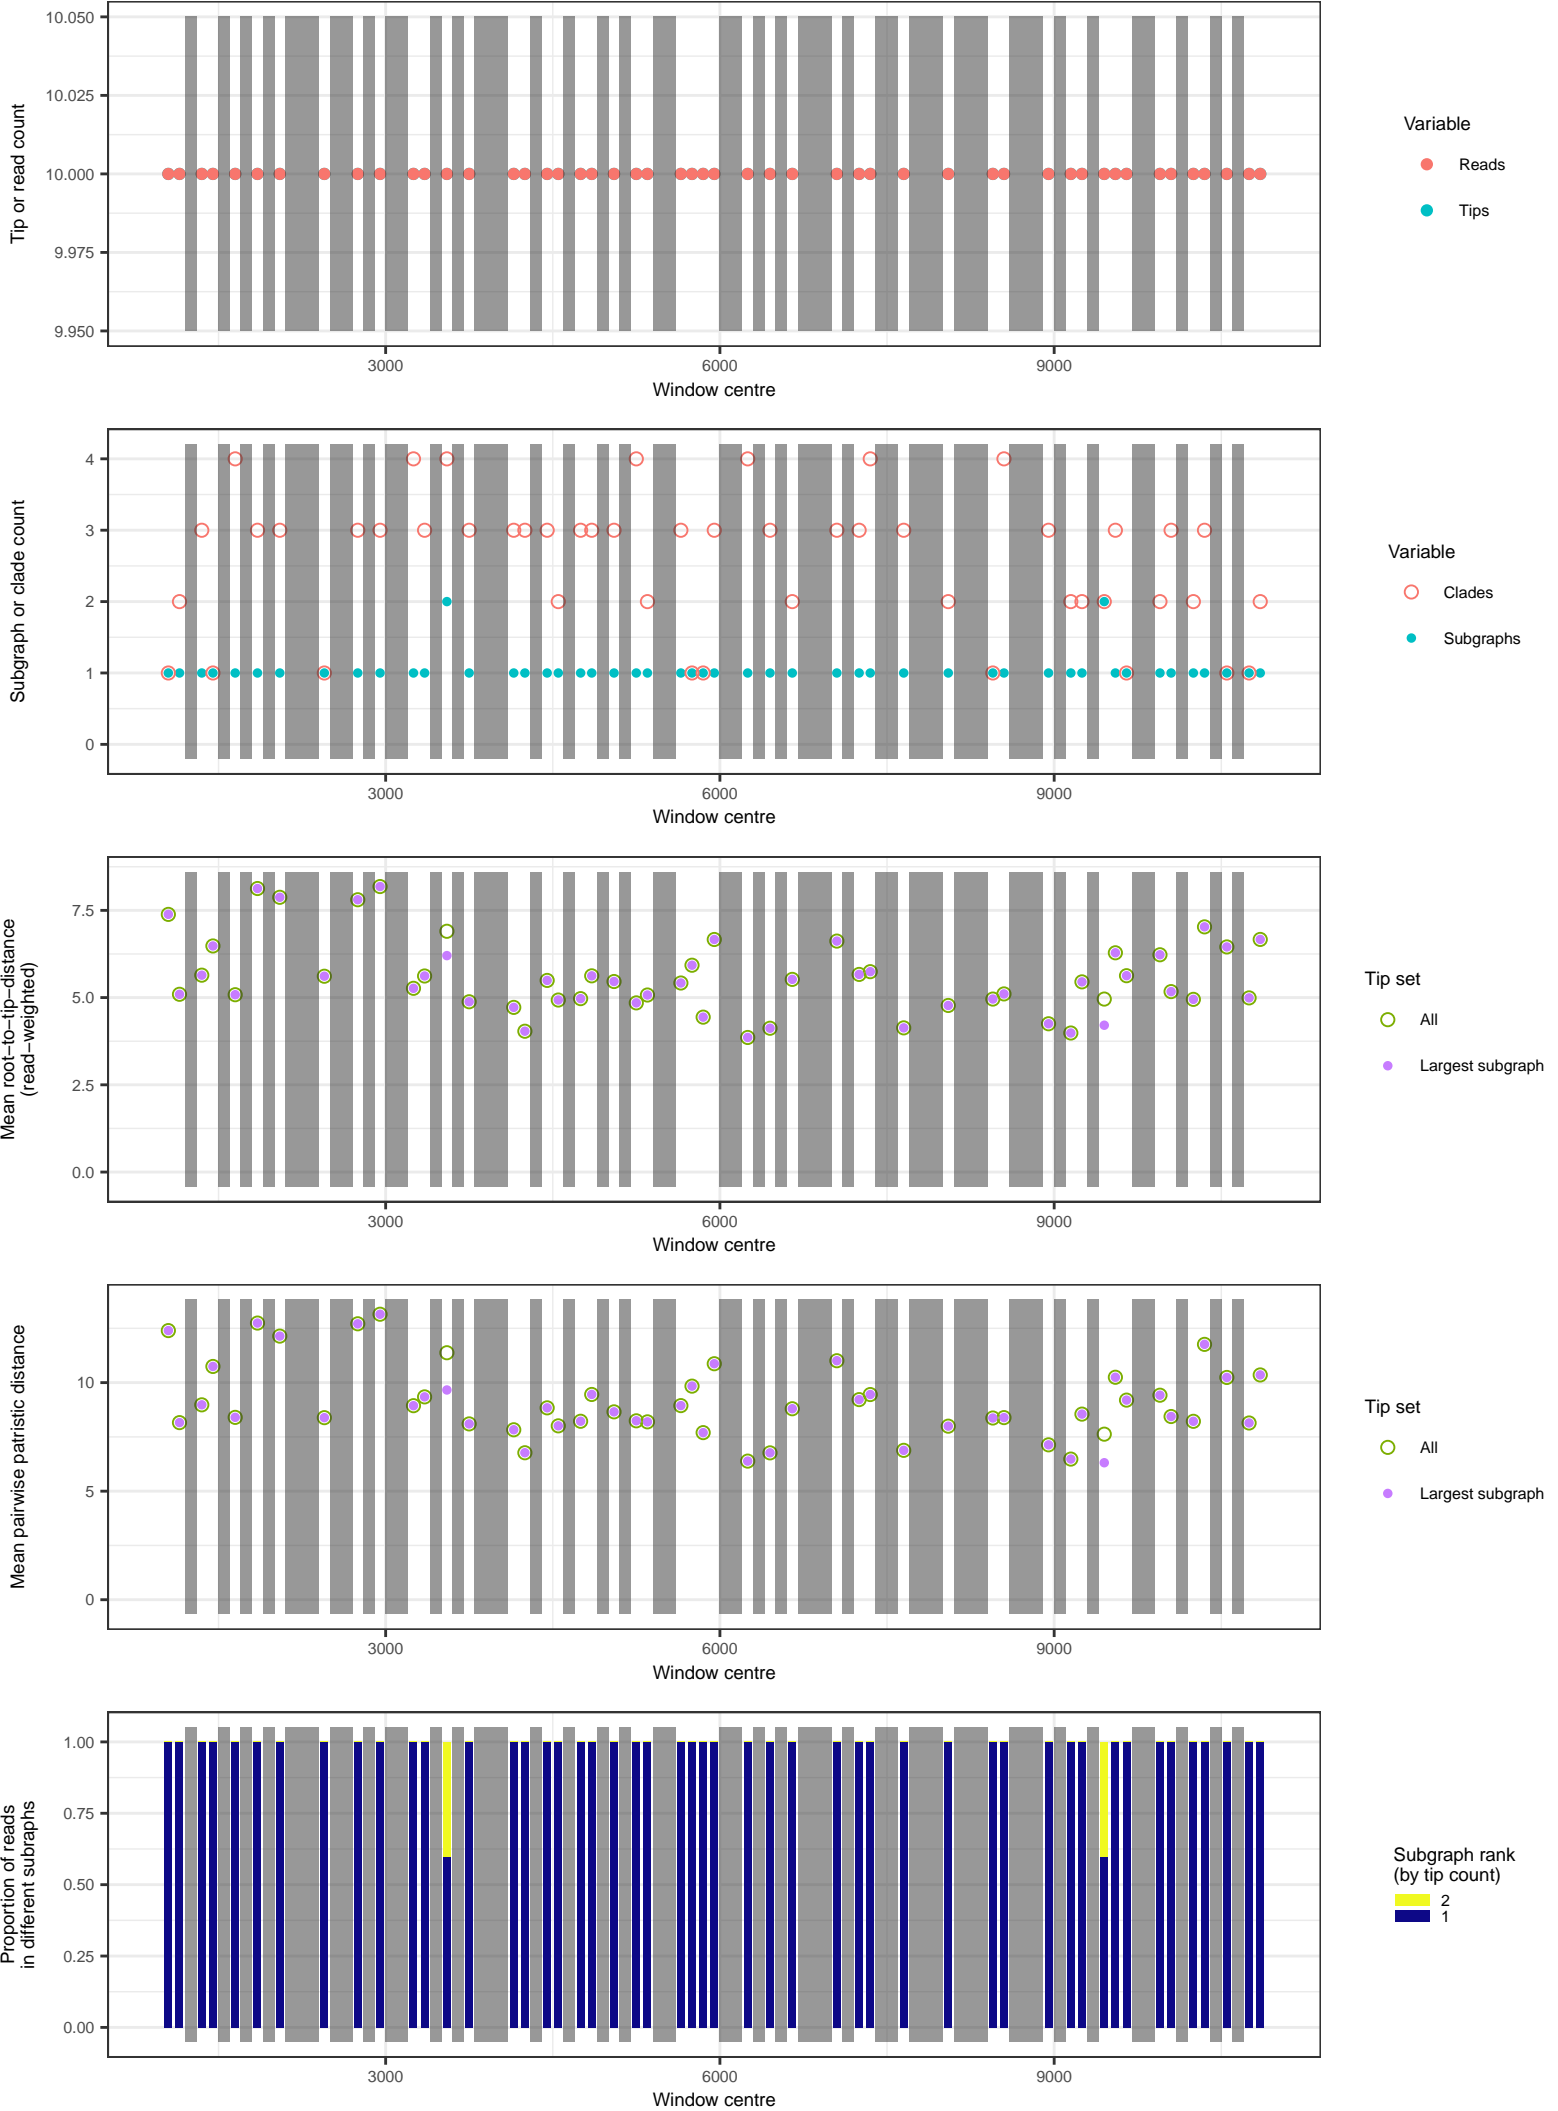 10.050
10.025
10.000
9.975
9.950
Tip or read count
3000
6000
9000
Window centre
Variable
Reads
Tips
4
3
2
1
0
Subgraph or clade count
3000
6000
9000
Window centre
Variable
Clades
Subgraphs
7.5
5.0
2.5
0.0
Mean root−to−tip−distance
(read−weighted)
3000
6000
9000
Window centre
Tip set
All
Largest subgraph
10
5
0
Mean pairwise patristic distance
3000
6000
9000
Window centre
Tip set
All
Largest subgraph
1.00
0.75
0.50
0.25
0.00
Proportion of reads
in different subraphs
3000
6000
9000
Window centre
Subgraph rank
(by tip count)
2
1